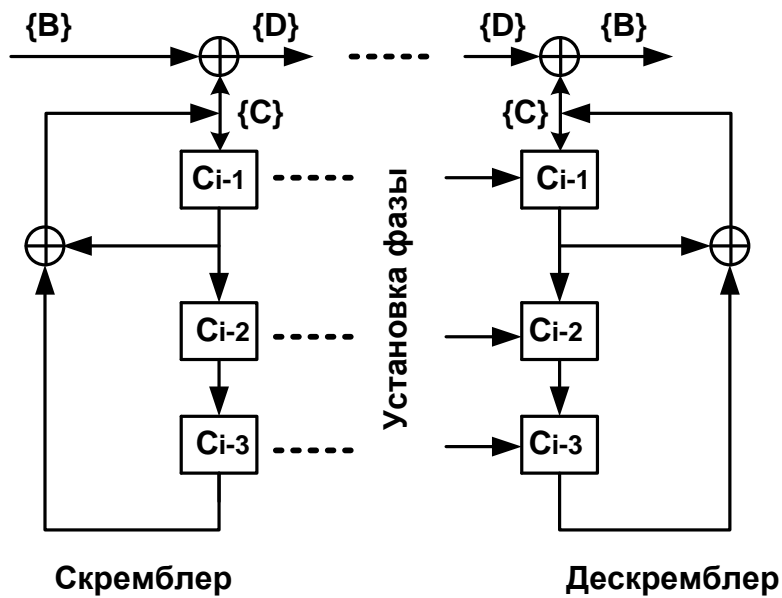 {B} {D} {D} {B}
{C} {C}
Ci-1 Ci-1
Ci-2 Ci-2
Ci-3 Ci-3
Установка фазы
Скремблер Дескремблер